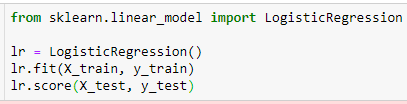 from sklearn.linear_model import LogisticRegression
lr = LogisticRegression()
lr.fit(X_train, y_train)
lr.score(X_test, y_test)